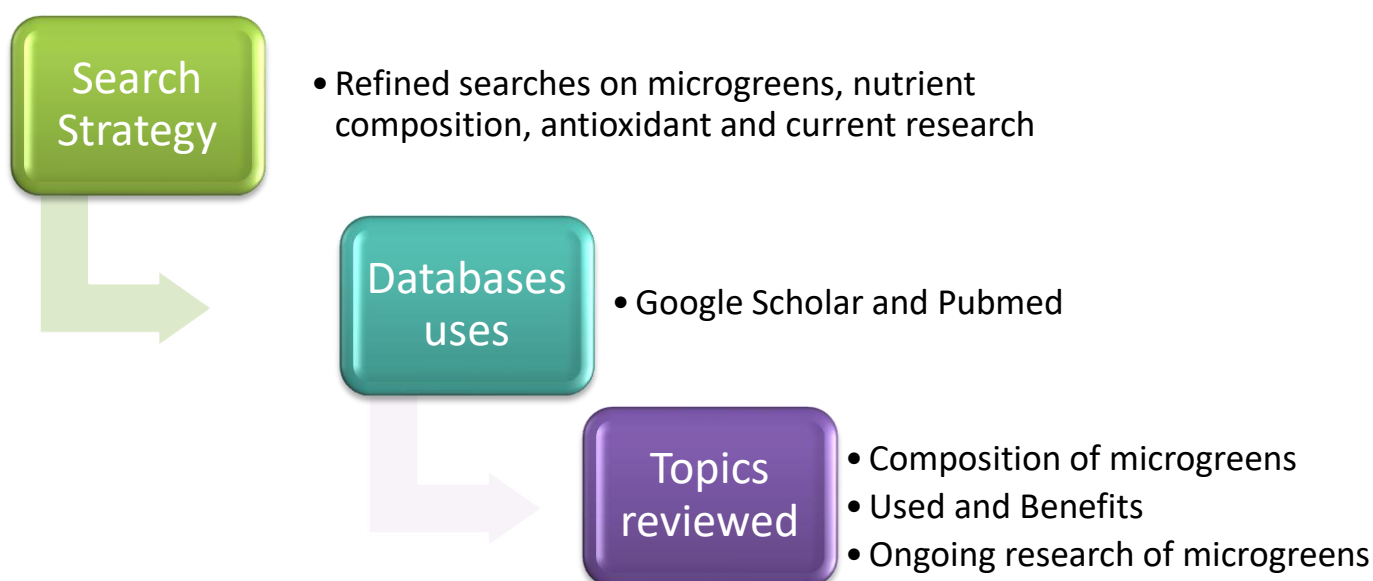 Search
Strategy
• Refined searches on microgreens, nutrient
composition, antioxidant and current research
Databases
uses
• Google Scholar and Pubmed
Topics
reviewed
• Composition of microgreens
• Used and Benefits
• Ongoing research of microgreens